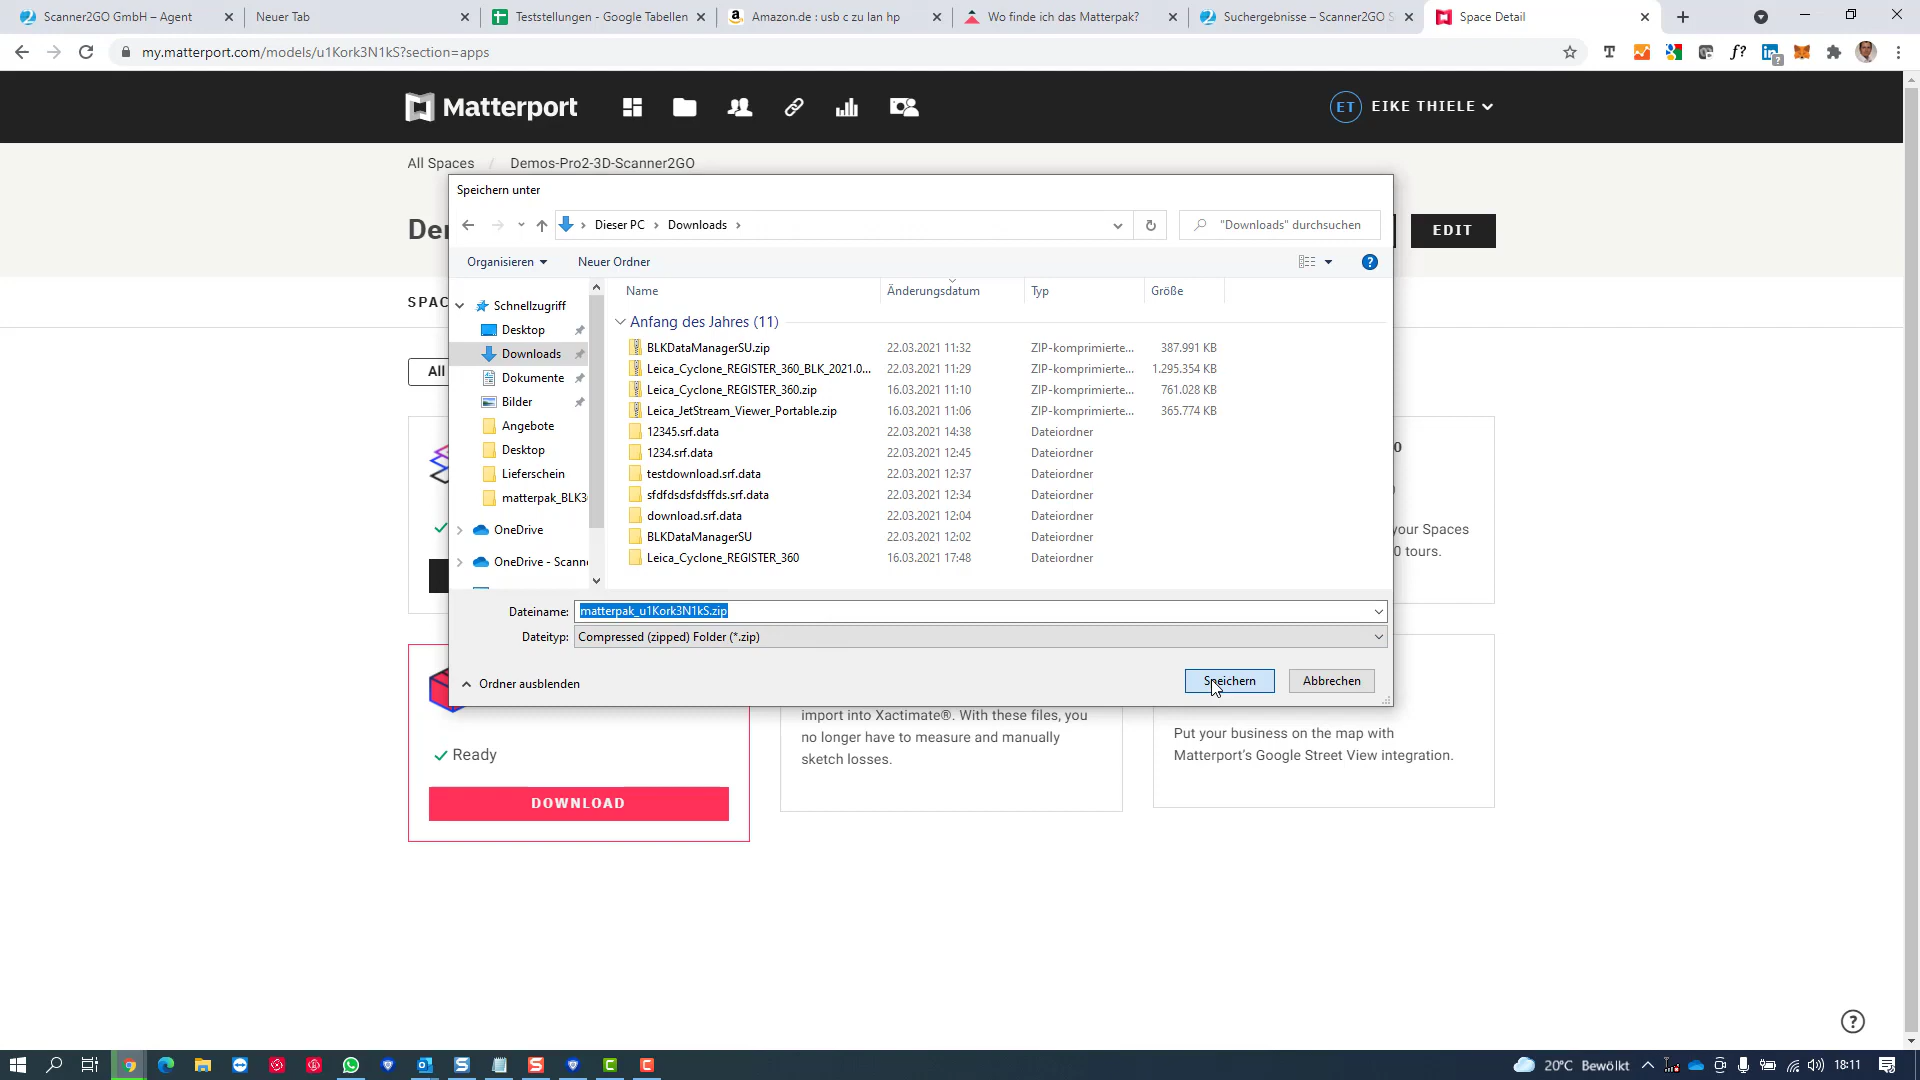 Scanner2GO GmbH – Agent
Neuer Tab
Teststellungen - Google Tabellen
Amazon.de : usb c zu lan hp
Wo finde ich das Matterpak?
Suchergebnisse – Scanner2GO S
Space Detail
my.matterport.com/models/u1Kork3N1kS?section=apps
Matterport
ET EIKE THIELE
All Spaces / Demos-Pro2-3D-Scanner2GO
Speichern unter
Dieser PC > Downloads >
"Downloads" durchsuchen
EDIT
Organisieren
Neuer Ordner
Name
Änderungsdatum
Typ
Größe
Schnellzugriff
Desktop
Downloads
Dokumente
Bilder
Angebote
Desktop
Lieferschein
matterpak_BLK3
OneDrive
OneDrive - Scann
Anfang des Jahres (11)
BLKDataManagerSU.zip 22.03.2021 11:32 ZIP-komprimierte... 387.991 KB
Leica_Cyclone_REGISTER_360_BLK_2021.0... 22.03.2021 11:29 ZIP-komprimierte... 1.295.354 KB
Leica_Cyclone_REGISTER_360.zip 16.03.2021 11:10 ZIP-komprimierte... 761.028 KB
Leica_JetStream_Viewer_Portable.zip 16.03.2021 11:06 ZIP-komprimierte... 365.774 KB
12345.srf.data 22.03.2021 14:38 Dateiordner
1234.srf.data 22.03.2021 12:45 Dateiordner
testdownload.srf.data 22.03.2021 12:37 Dateiordner
sfdfdsdsfdsffds.srf.data 22.03.2021 12:34 Dateiordner
download.srf.data 22.03.2021 12:04 Dateiordner
BLKDataManagerSU 22.03.2021 12:02 Dateiordner
Leica_Cyclone_REGISTER_360 16.03.2021 17:48 Dateiordner
Dateiname: matterpak_u1Kork3N1kS.zip
Dateityp: Compressed (zipped) Folder (*.zip)
Ordner ausblenden
Speichern
Abbrechen
De
SPAC
All
your Spaces
0 tours.
Ready
DOWNLOAD
import into Xactimate®. With these files, you
no longer have to measure and manually
sketch losses.
Put your business on the map with
Matterport's Google Street View integration.
20°C Bewölkt
18:11